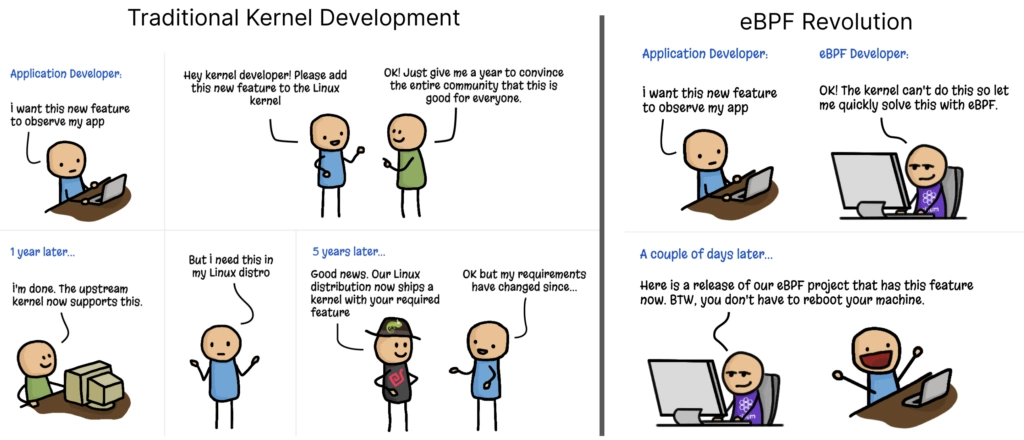 Traditional Kernel Development
Application Developer:
i want this new feature
to observe my app
Hey kernel developer! Please add
this new feature to the Linux
kernel
OK! Just give me a year to convince
the entire community that this is
good for everyone.
1 year later...
i'm done. The upstream
kernel now supports this.
But i need this in
my Linux distro
5 years later...
Good news. Our Linux
distribution now ships a
kernel with your required
feature
OK but my requirements
have changed since...
eBPF Revolution
Application Developer:
i want this new feature
to observe my app
eBPF Developer:
OK! The kernel can't do this so let
me quickly solve this with eBPF.
A couple of days later...
Here is a release of our eBPF project that has this feature
now. BTW, you don't have to reboot your machine.